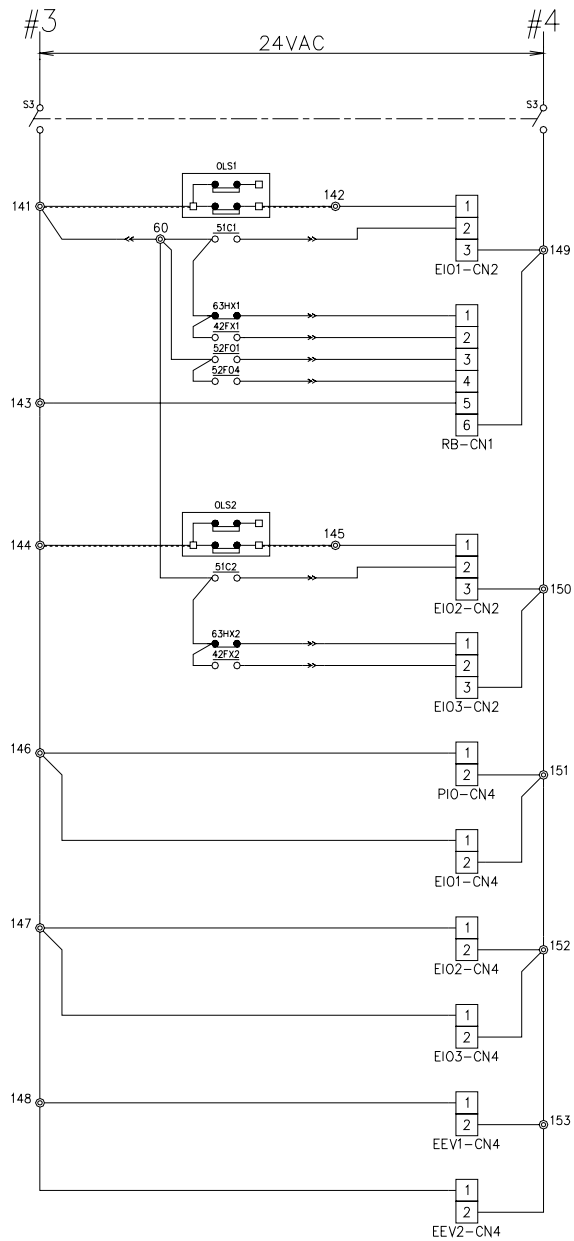 #3 #4
24VAC
S3 S3
OLS1
141 142 1
60 51C1 2
3 149
EIO1-CN2
63HX1 1
42FX1 2
52FO1 3
52FO4 4
143 5
6
RB-CN1
OLS2
144 145 1
51C2 2
3 150
EIO2-CN2
63HX2 1
42FX2 2
3
EIO3-CN2
146 1
2 151
PIO-CN4
1
2
EIO1-CN4
147 1
2 152
EIO2-CN4
1
2
EIO3-CN4
148 1
2 153
EEV1-CN4
1
2
EEV2-CN4